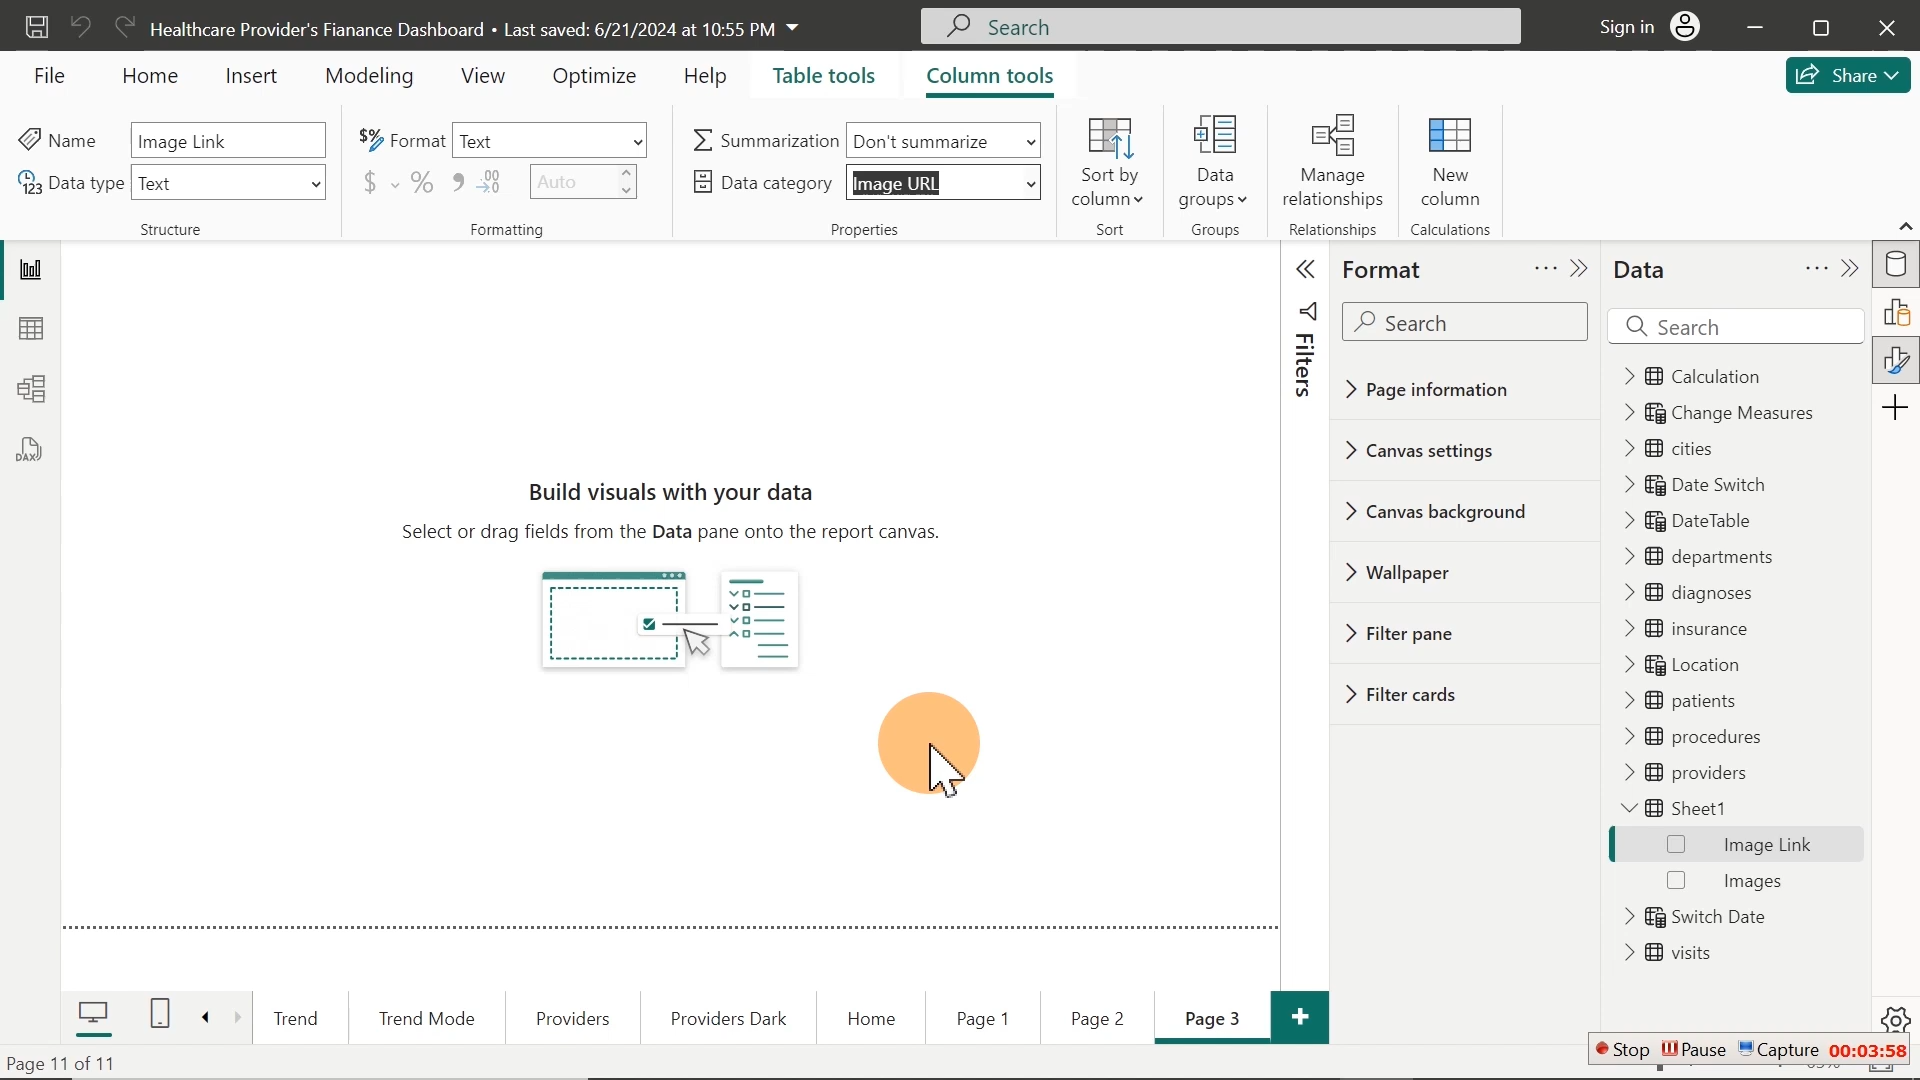 Healthcare Provider's Fianance Dashboard • Last saved: 6/21/2024 at 10:55 PM
Search
Sign in
File
Home
Insert
Modeling
View
Optimize
Help
Table tools
Column tools
Share
Name
Image Link
Data type
Text
Structure
Format
Text
$
%
Auto
Formatting
Summarization
Don't summarize
Data category
Image URL
Properties
Sort by
column
Sort
Data
groups
Groups
Manage
relationships
Relationships
New
column
Calculations
DAX
Build visuals with your data
Select or drag fields from the Data pane onto the report canvas.
Filters
Format
Search
Page information
Canvas settings
Canvas background
Wallpaper
Filter pane
Filter cards
Data
Search
Calculation
Change Measures
cities
Date Switch
DateTable
departments
diagnoses
insurance
Location
patients
procedures
providers
Sheet1
Image Link
Images
Switch Date
visits
Trend
Trend Mode
Providers
Providers Dark
Home
Page 1
Page 2
Page 3
Page 11 of 11
Stop
Pause
Capture
00:03:58